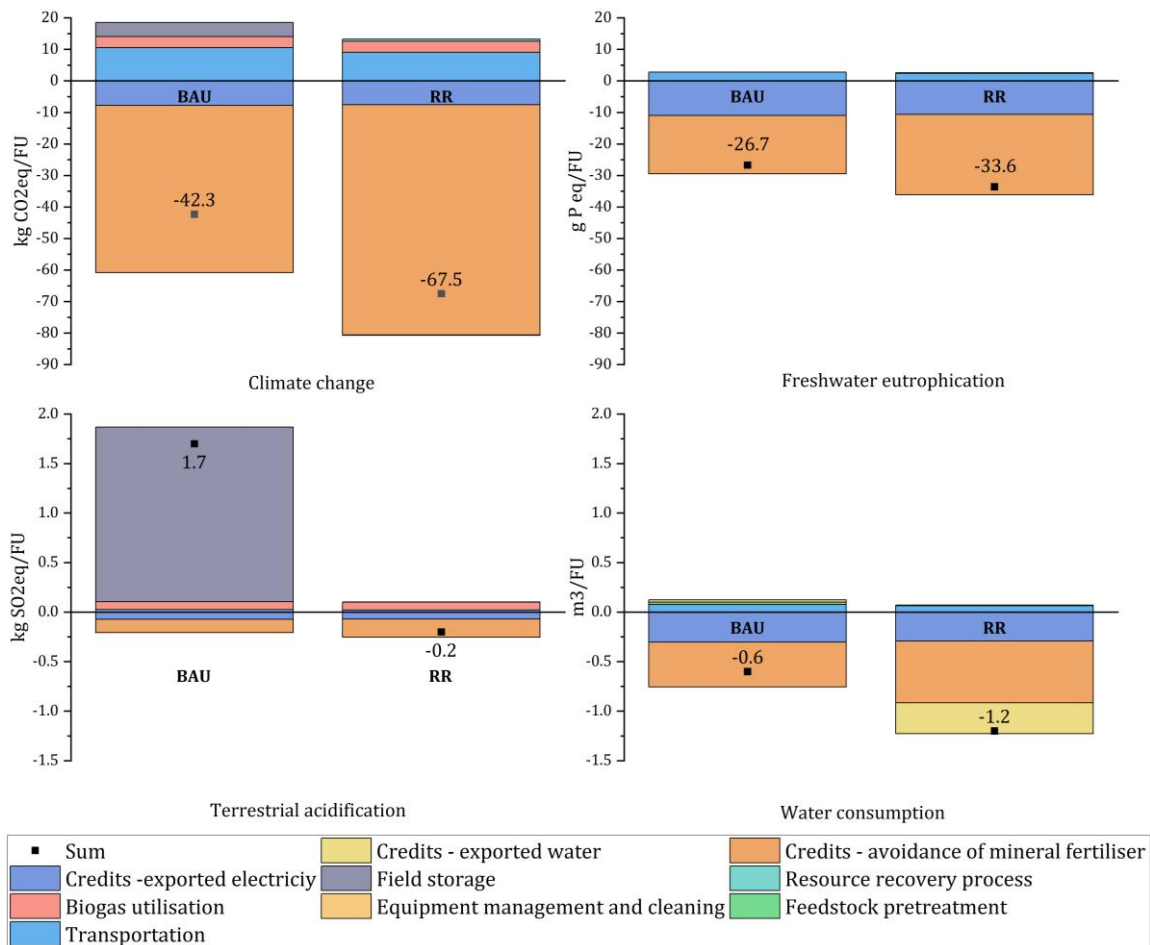 20
10
0
-10
-20
-30
-40
-50
-60
-70
-80
-90
kg CO2eq/FU
BAU
RR
-42.3
-67.5
Climate change
20
10
0
-10
-20
-30
-40
-50
-60
-70
-80
-90
g P eq/FU
BAU
RR
-26.7
-33.6
Freshwater eutrophication
2.0
1.5
1.0
0.5
0.0
-0.5
-1.0
-1.5
kg SO2eq/FU
1.7
-0.2
BAU
RR
Terrestrial acidification
2.0
1.5
1.0
0.5
0.0
-0.5
-1.0
-1.5
m3/FU
BAU
RR
-0.6
-1.2
Water consumption
Sum
Credits - exported water
Credits - avoidance of mineral fertiliser
Credits -exported electriciy
Field storage
Resource recovery process
Biogas utilisation
Equipment management and cleaning
Feedstock pretreatment
Transportation